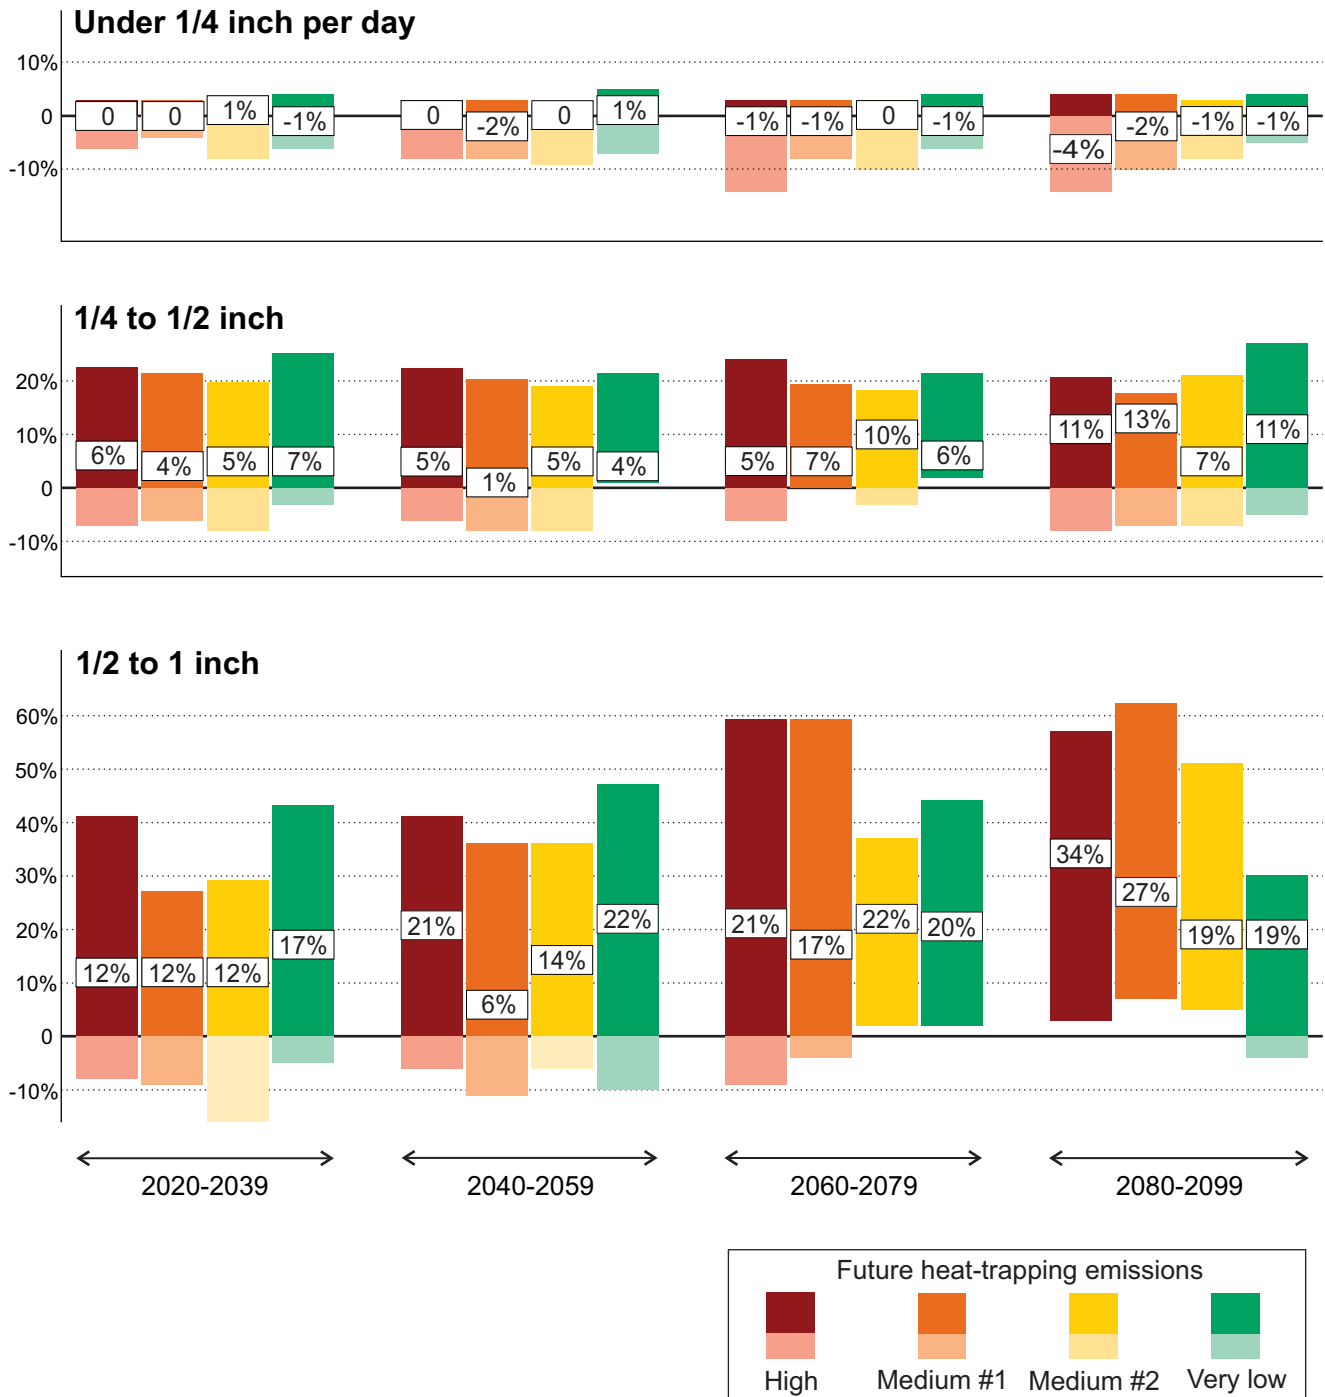 Under 1/4 inch per day
10%
0
-10%
0 0 1% -1%
0 -2% 0 1%
-1% -1% 0 -1%
-4% -2% -1% -1%
1/4 to 1/2 inch
20%
10%
0
-10%
6% 4% 5% 7%
5% 1% 5% 4%
5% 7% 10% 6%
11% 13% 7% 11%
1/2 to 1 inch
60%
50%
40%
30%
20%
10%
0
-10%
12% 12% 12% 17%
21% 6% 14% 22%
21% 17% 22% 20%
34% 27% 19% 19%
2020-2039 2040-2059 2060-2079 2080-2099
Future heat-trapping emissions
High Medium #1 Medium #2 Very low